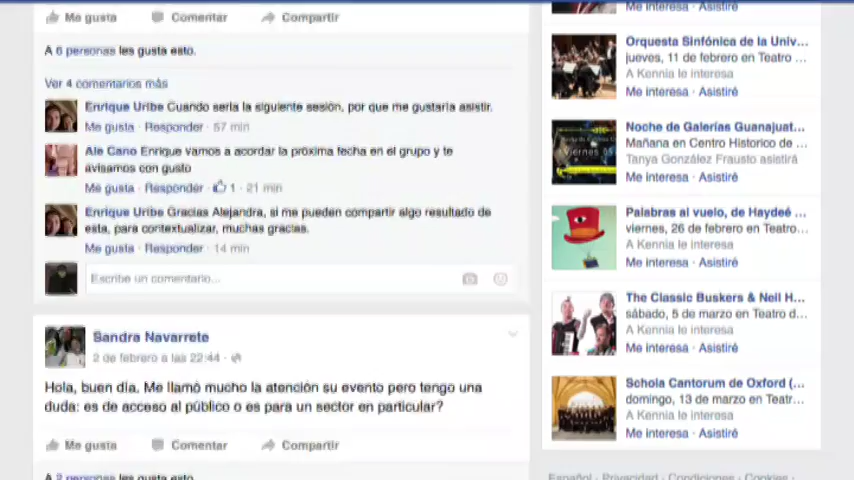 Me gusta Comentar Compartir
A 6 personas les gusta esto.
Ver 4 comentarios más
Enrique Uribe Cuando seria la siguiente sesión, por que me gustaria asistir.
Me gusta · Responder · 57 min
Ale Cano Enrique vamos a acordar la próxima fecha en el grupo y te
avisamos con gusto
Me gusta · Responder · 1 · 21 min
Enrique Uribe Gracias Alejandra, si me pueden compartir algo resultado de
esta, para contextualizar, muchas gracias.
Me gusta · Responder · 14 min
Escribe un comentario...
Sandra Navarrete
2 de febrero a las 22:44 ·
Hola, buen día. Me llamó mucho la atención su evento pero tengo una
duda: es de acceso al público o es para un sector en particular?
Me gusta Comentar Compartir
A 2 personas les gusta esto.
Me interesa · Asistiré
Orquesta Sinfónica de la Univ...
jueves, 11 de febrero en Teatro ...
A Kennia le interesa
Me interesa · Asistiré
Noche de Galerías Guanajuat...
Mañana en Centro Historico de ...
Tanya González Frausto asistirá
Me interesa · Asistiré
Palabras al vuelo, de Haydeé ...
viernes, 26 de febrero en Teatro...
A Kennia le interesa
Me interesa · Asistiré
The Classic Buskers & Neil H...
sábado, 5 de marzo en Teatro d...
A Kennia le interesa
Me interesa · Asistiré
Schola Cantorum de Oxford (...
domingo, 13 de marzo en Teatr...
A Kennia le interesa
Me interesa · Asistiré
Español · Privacidad · Condiciones · Cookies ·